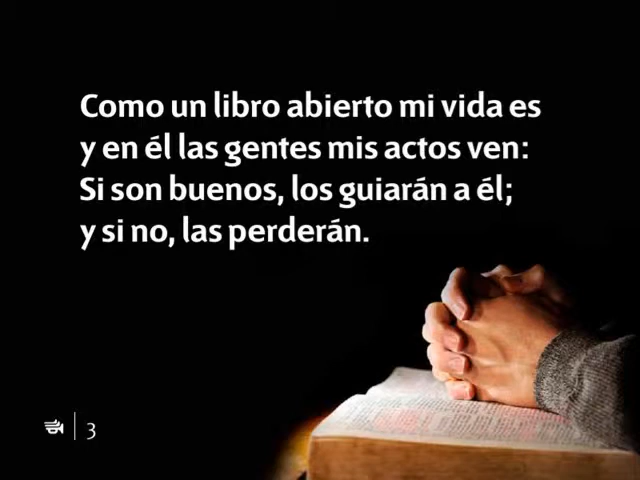 Como un libro abierto mi vida es
y en él las gentes mis actos ven:
Si son buenos, los guiarán a él;
y si no, las perderán.
3